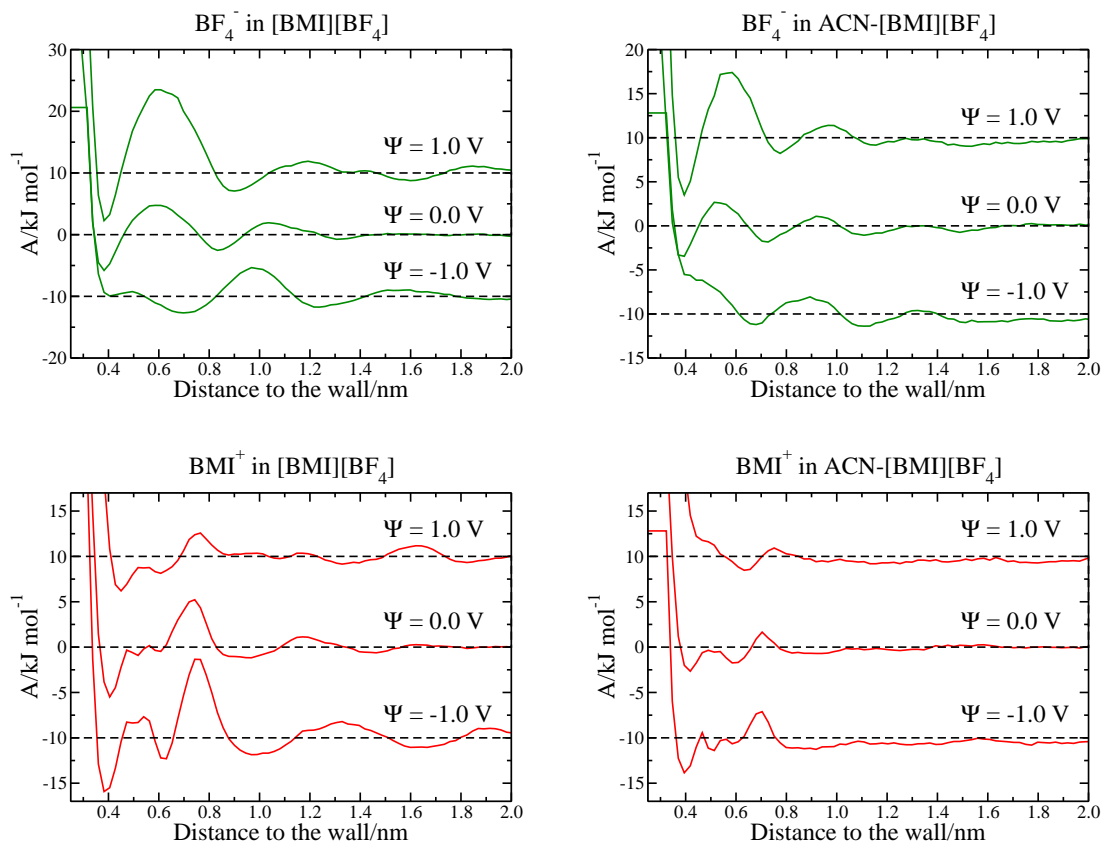 BF₄⁻ in [BMI][BF₄]
30
20
10
0
-10
-20
A/kJ mol⁻¹
Ψ = 1.0 V
Ψ = 0.0 V
Ψ = -1.0 V
0.4 0.6 0.8 1.0 1.2 1.4 1.6 1.8 2.0
Distance to the wall/nm
BF₄⁻ in ACN-[BMI][BF₄]
20
15
10
5
0
-5
-10
-15
A/kJ mol⁻¹
Ψ = 1.0 V
Ψ = 0.0 V
Ψ = -1.0 V
0.4 0.6 0.8 1.0 1.2 1.4 1.6 1.8 2.0
Distance to the wall/nm
BMI⁺ in [BMI][BF₄]
15
10
5
0
-5
-10
-15
A/kJ mol⁻¹
Ψ = 1.0 V
Ψ = 0.0 V
Ψ = -1.0 V
0.4 0.6 0.8 1.0 1.2 1.4 1.6 1.8 2.0
Distance to the wall/nm
BMI⁺ in ACN-[BMI][BF₄]
15
10
5
0
-5
-10
-15
A/kJ mol⁻¹
Ψ = 1.0 V
Ψ = 0.0 V
Ψ = -1.0 V
0.4 0.6 0.8 1.0 1.2 1.4 1.6 1.8 2.0
Distance to the wall/nm